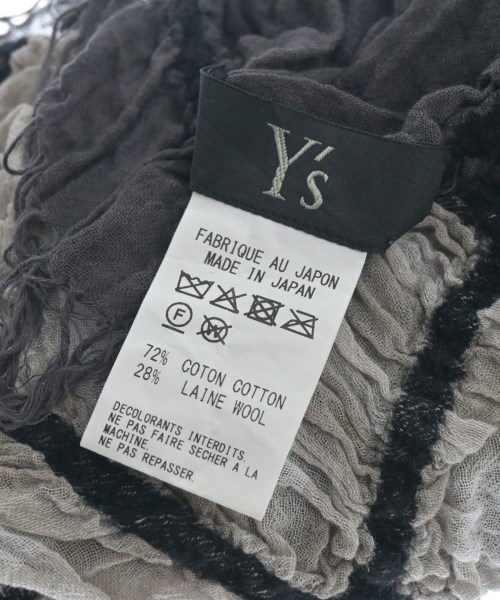 Y's
FABRIQUE AU JAPON
MADE IN JAPAN
F W
72% COTON COTTON
28% LAINE WOOL
DECOLORANTS INTERDITS.
NE PAS FAIRE SECHER A LA
MACHINE.
NE PAS REPASSER.